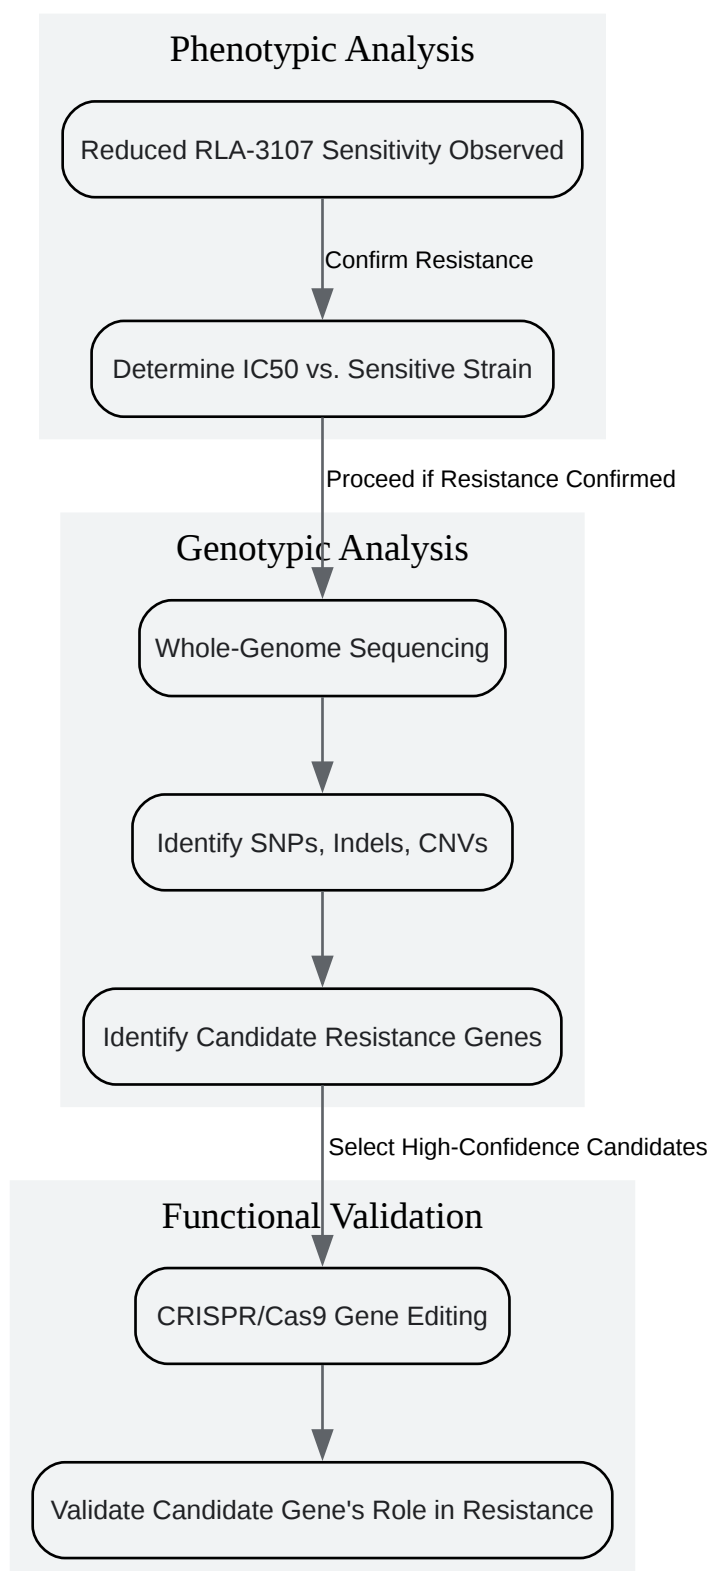 Phenotypic Analysis
Reduced RLA-3107 Sensitivity Observed
Confirm Resistance
Determine IC50 vs. Sensitive Strain
Proceed if Resistance Confirmed
Genotypic Analysis
Whole-Genome Sequencing
Identify SNPs, Indels, CNVs
Identify Candidate Resistance Genes
Select High-Confidence Candidates
Functional Validation
CRISPR/Cas9 Gene Editing
Validate Candidate Gene's Role in Resistance